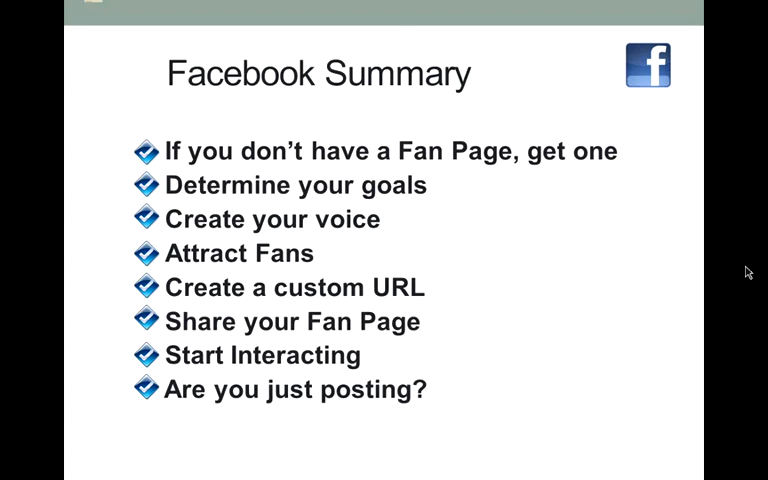 Facebook Summary
If you don't have a Fan Page, get one
Determine your goals
Create your voice
Attract Fans
Create a custom URL
Share your Fan Page
Start Interacting
Are you just posting?